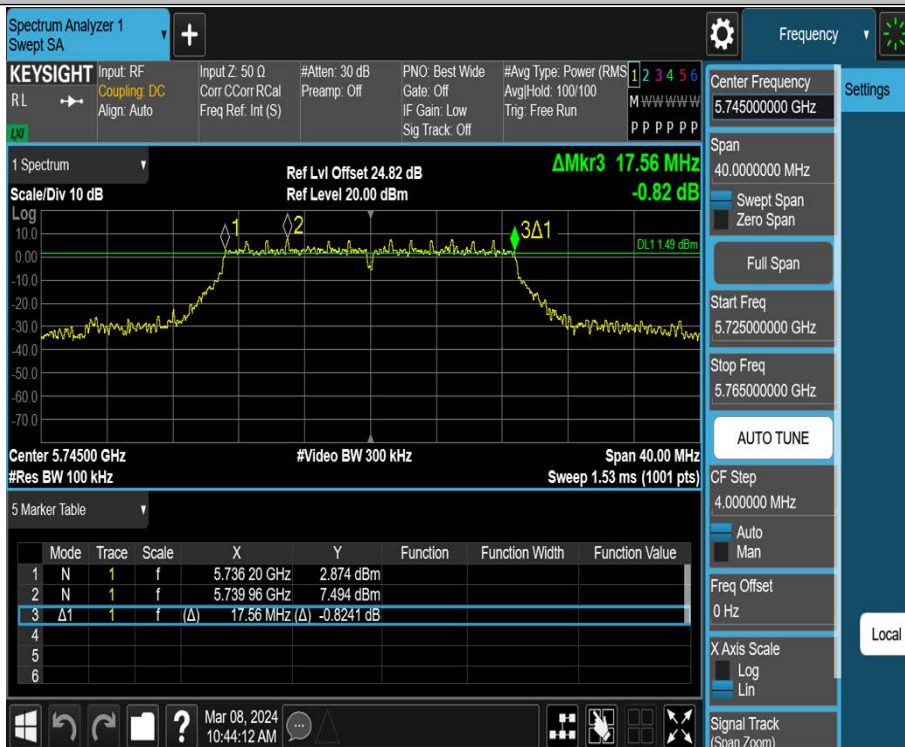 Spectrum Analyzer 1
Swept SA
+
Frequency
KEYSIGHT
RL
LXI
Input: RF
Coupling: DC
Align: Auto
Input Z: 50 Ω
Corr CCorr RCal
Freq Ref: Int (S)
#Atten: 30 dB
Preamp: Off
PNO: Best Wide
Gate: Off
IF Gain: Low
Sig Track: Off
#Avg Type: Power (RMS
Avg|Hold: 100/100
Trig: Free Run
1 2 3 4 5 6
M W W W W W
P P P P P P
1 Spectrum
Scale/Div 10 dB
Ref Lvl Offset 24.82 dB
Ref Level 20.00 dBm
ΔMkr3 17.56 MHz
-0.82 dB
Log
10.0
0.00
-10.0
-20.0
-30.0
-40.0
-50.0
-60.0
-70.0
1
2
3Δ1
DL1 1.49 dBm
Center 5.74500 GHz
#Video BW 300 kHz
Span 40.00 MHz
#Res BW 100 kHz
Sweep 1.53 ms (1001 pts)
5 Marker Table
Mode Trace Scale X Y Function Function Width Function Value
1 N 1 f 5.736 20 GHz 2.874 dBm
2 N 1 f 5.739 96 GHz 7.494 dBm
3 Δ1 1 f (Δ) 17.56 MHz (Δ) -0.8241 dB
4
5
6
?
Mar 08, 2024
10:44:12 AM
Center Frequency
5.745000000 GHz
Span
40.0000000 MHz
Swept Span
Zero Span
Full Span
Start Freq
5.725000000 GHz
Stop Freq
5.765000000 GHz
AUTO TUNE
CF Step
4.000000 MHz
Auto
Man
Freq Offset
0 Hz
X Axis Scale
Log
Lin
Signal Track
(Span Zoom)
Settings
Local